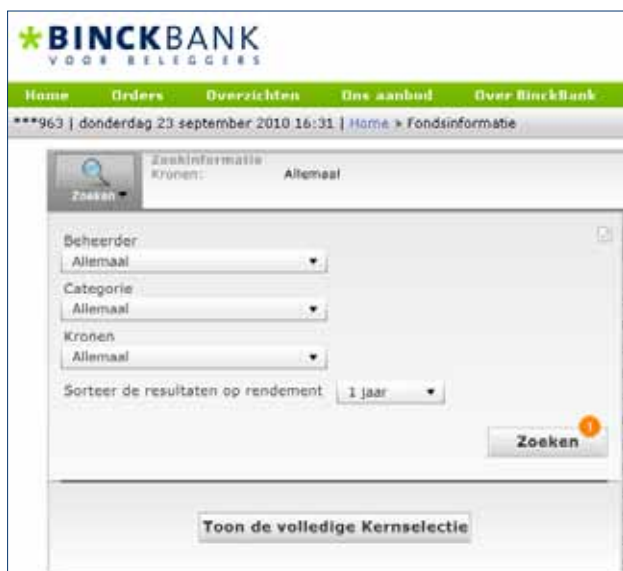 *BINCKBANK
VOOR BELEGGERS
Home Orders Overzichten Ons aanbod Over BinckBank
***963 | donderdag 23 september 2010 16:31 | Home » Fondsinformatie
Zoekinformatie
Kronen: Allemaal
Zoeken
Beheerder
Allemaal
Categorie
Allemaal
Kronen
Allemaal
Sorteer de resultaten op rendement 1 jaar
1
Zoeken
Toon de volledige Kernselectie